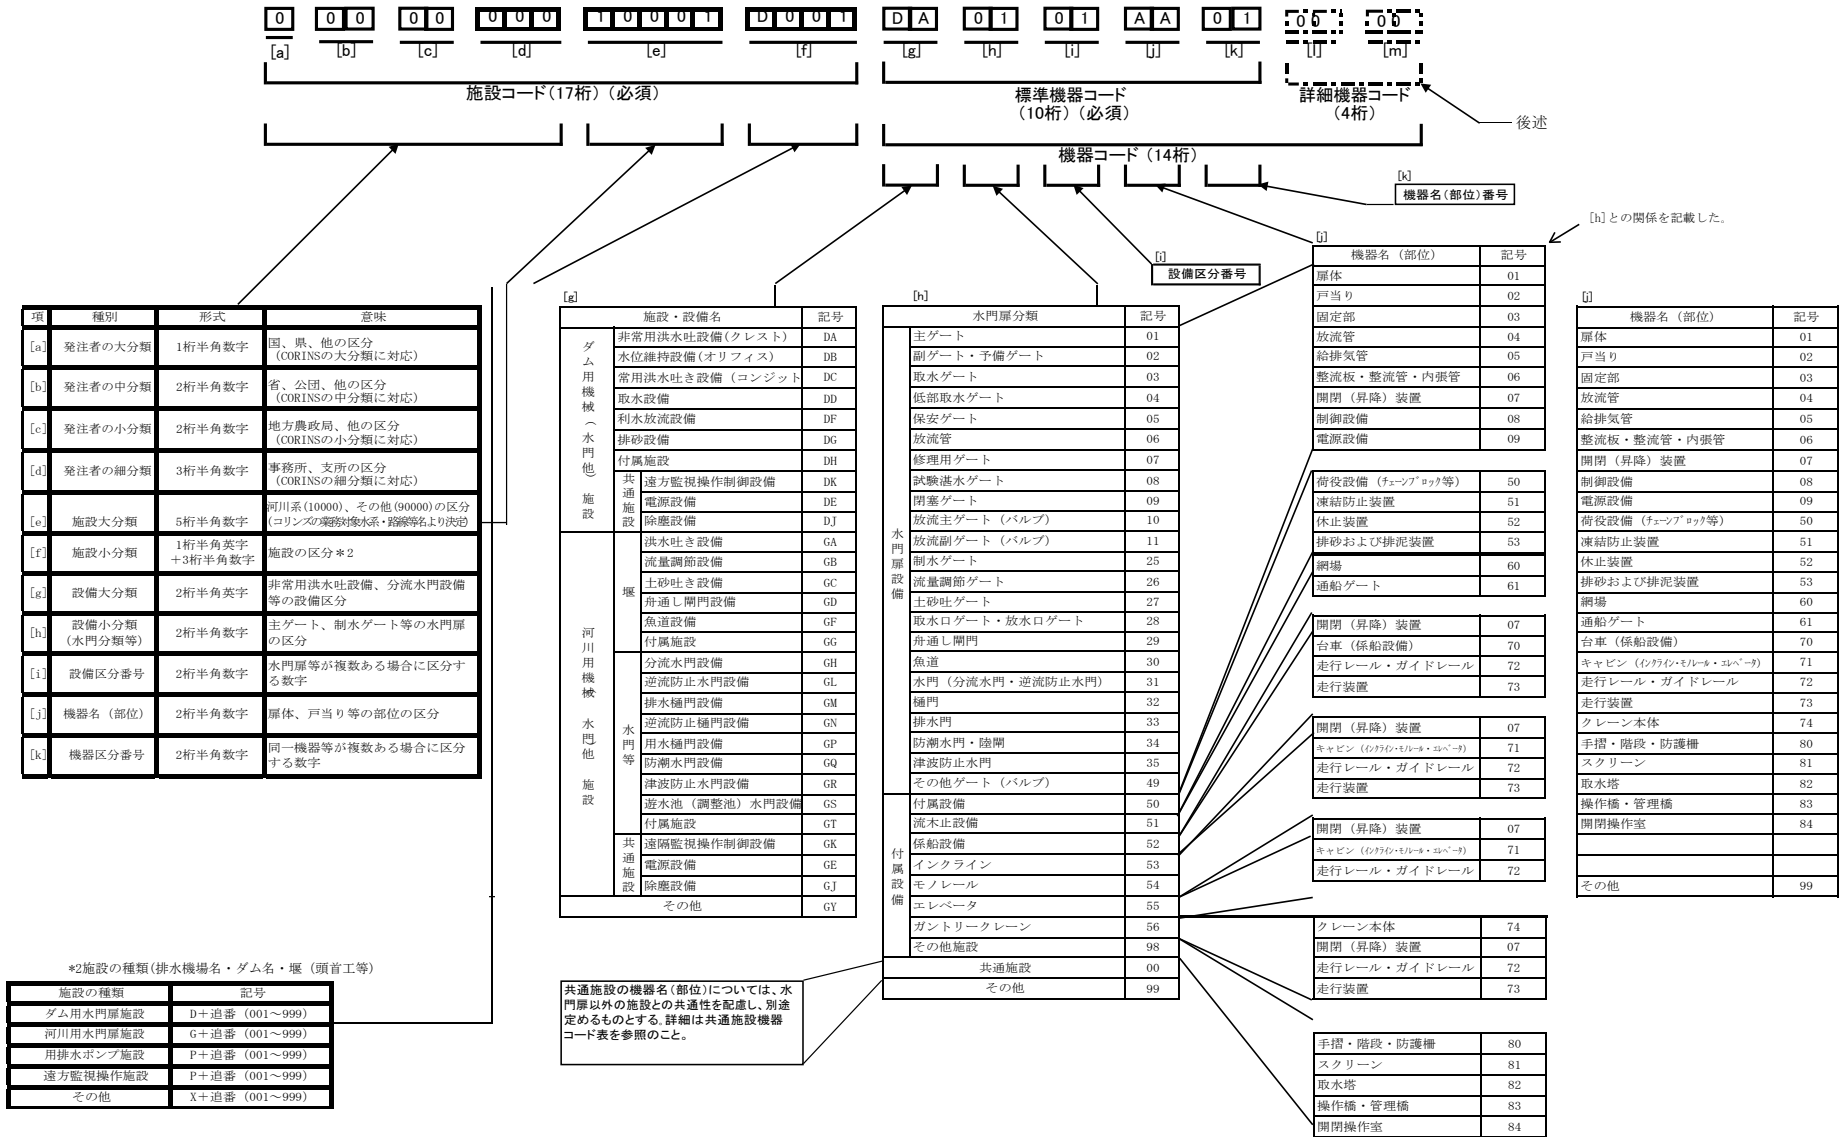 0 00 00 000 10001 D001 DA 01 01 AA 01 00 00
[a] [b] [c] [d] [e] [f] [g] [h] [i] [j] [k] [l] [m]
施設コード(17桁)(必須)
標準機器コード
(10桁)(必須)
詳細機器コード
(4桁)
後述
機器コード(14桁)
[k]
機器名(部位)番号
[h]との関係を記載した。
[i]
設備区分番号
項 種別 形式 意味
[a] 発注者の大分類 1桁半角数字 国、県、他の区分
(CORINSの大分類に対応)
[b] 発注者の中分類 2桁半角数字 省、公団、他の区分
(CORINSの中分類に対応)
[c] 発注者の小分類 2桁半角数字 地方農政局、他の区分
(CORINSの小分類に対応)
[d] 発注者の細分類 3桁半角数字 事務所、支所の区分
(CORINSの細分類に対応)
[e] 施設大分類 5桁半角数字 河川系(10000)、その他(90000)の区分
(コリンズの業務対象水系・路線等名より決定)
[f] 施設小分類 1桁半角英字
+3桁半角数字 施設の区分*2
[g] 設備大分類 2桁半角英字 非常用洪水吐設備、分流水門設備
等の設備区分
[h] 設備小分類
(水門分類等) 2桁半角数字 主ゲート、制水ゲート等の水門扉
の区分
[i] 設備区分番号 2桁半角数字 水門扉等が複数ある場合に区分す
る数字
[j] 機器名(部位) 2桁半角数字 扉体、戸当り等の部位の区分
[k] 機器区分番号 2桁半角数字 同一機器等が複数ある場合に区分
する数字
*2施設の種類(排水機場名・ダム名・堰(頭首工等)
施設の種類 記号
ダム用水門扉施設 D+追番(001~999)
河川用水門扉施設 G+追番(001~999)
用排水ポンプ施設 P+追番(001~999)
遠方監視操作施設 P+追番(001~999)
その他 X+追番(001~999)
[g]
施設・設備名 記号
ダム用機械(水門他)施設
非常用洪水吐設備(クレスト) DA
水位維持設備(オリフィス) DB
常用洪水吐き設備(コンジット DC
取水設備 DD
利水放流設備 DF
排砂設備 DG
付属施設 DH
共通施設
遠方監視操作制御設備 DK
電源設備 DE
除塵設備 DJ
河川用機械 水門他 施設
堰
洪水吐き設備 GA
流量調節設備 GB
土砂吐き設備 GC
舟通し閘門設備 GD
魚道設備 GF
付属施設 GG
水門等
分流水門設備 GH
逆流防止水門設備 GL
排水樋門設備 GM
逆流防止樋門設備 GN
用水樋門設備 GP
防潮水門設備 GQ
津波防止水門設備 GR
遊水池(調整池)水門設備 GS
付属施設 GT
共通施設
遠隔監視操作制御設備 GK
電源設備 GE
除塵設備 GJ
その他 GY
共通施設の機器名(部位)については、水
門扉以外の施設との共通性を配慮し、別途
定めるものとする。詳細は共通施設機器
コード表を参照のこと。
[h]
水門扉分類 記号
水門扉設備
主ゲート 01
副ゲート・予備ゲート 02
取水ゲート 03
低部取水ゲート 04
保安ゲート 05
放流管 06
修理用ゲート 07
試験湛水ゲート 08
閉塞ゲート 09
放流主ゲート(バルブ) 10
放流副ゲート(バルブ) 11
制水ゲート 25
流量調節ゲート 26
土砂吐ゲート 27
取水口ゲート・放水口ゲート 28
舟通し閘門 29
魚道 30
水門(分流水門・逆流防止水門) 31
樋門 32
排水門 33
防潮水門・陸閘 34
津波防止水門 35
その他ゲート(バルブ) 49
付属設備
付属設備 50
流木止設備 51
係船設備 52
インクライン 53
モノレール 54
エレベータ 55
ガントリークレーン 56
その他施設 98
共通施設 00
その他 99
[j]
機器名(部位) 記号
扉体 01
戸当り 02
固定部 03
放流管 04
給排気管 05
整流板・整流管・内張管 06
開閉(昇降)装置 07
制御設備 08
電源設備 09
荷役設備(チェーンブロック等) 50
凍結防止装置 51
休止装置 52
排砂および排泥装置 53
網場 60
通船ゲート 61
開閉(昇降)装置 07
台車(係船設備) 70
走行レール・ガイドレール 72
走行装置 73
開閉(昇降)装置 07
キャビン(インクライン・モノレール・エレベータ) 71
走行レール・ガイドレール 72
走行装置 73
開閉(昇降)装置 07
キャビン(インクライン・モノレール・エレベータ) 71
走行レール・ガイドレール 72
クレーン本体 74
開閉(昇降)装置 07
走行レール・ガイドレール 72
走行装置 73
手摺・階段・防護柵 80
スクリーン 81
取水塔 82
操作橋・管理橋 83
開閉操作室 84
[j]
機器名(部位) 記号
扉体 01
戸当り 02
固定部 03
放流管 04
給排気管 05
整流板・整流管・内張管 06
開閉(昇降)装置 07
制御設備 08
電源設備 09
荷役設備(チェーンブロック等) 50
凍結防止装置 51
休止装置 52
排砂および排泥装置 53
網場 60
通船ゲート 61
台車(係船設備) 70
キャビン(インクライン・モノレール・エレベータ) 71
走行レール・ガイドレール 72
走行装置 73
クレーン本体 74
手摺・階段・防護柵 80
スクリーン 81
取水塔 82
操作橋・管理橋 83
開閉操作室 84
その他 99